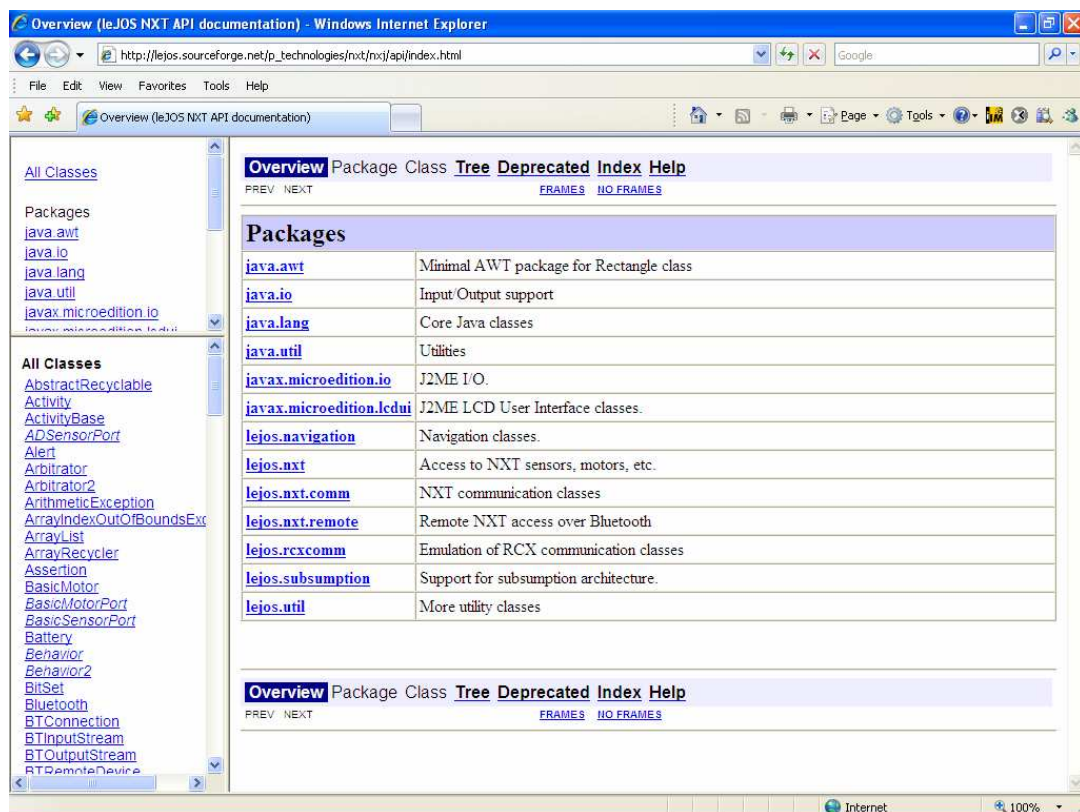 Overview (leJOS NXT API documentation) - Windows Internet Explorer
http://lejos.sourceforge.net/p_technologies/nxt/nxj/api/index.html
Google
File Edit View Favorites Tools Help
Overview (leJOS NXT API documentation)
Page Tools
All Classes
Packages
java.awt
java.io
java.lang
java.util
javax.microedition.io
javax.microedition.lcdui
All Classes
AbstractRecyclable
Activity
ActivityBase
ADSensorPort
Alert
Arbitrator
Arbitrator2
ArithmeticException
ArrayIndexOutOfBoundsExc
ArrayList
ArrayRecycler
Assertion
BasicMotor
BasicMotorPort
BasicSensorPort
Battery
Behavior
Behavior2
BitSet
Bluetooth
BTConnection
BTInputStream
BTOutputStream
BTRemoteDevice
Overview Package Class Tree Deprecated Index Help
PREV NEXT FRAMES NO FRAMES
Packages
java.awt Minimal AWT package for Rectangle class
java.io Input/Output support
java.lang Core Java classes
java.util Utilities
javax.microedition.io J2ME I/O.
javax.microedition.lcdui J2ME LCD User Interface classes.
lejos.navigation Navigation classes.
lejos.nxt Access to NXT sensors, motors, etc.
lejos.nxt.comm NXT communication classes
lejos.nxt.remote Remote NXT access over Bluetooth
lejos.rcxcomm Emulation of RCX communication classes
lejos.subsumption Support for subsumption architecture.
lejos.util More utility classes
Overview Package Class Tree Deprecated Index Help
PREV NEXT FRAMES NO FRAMES
Internet 100%